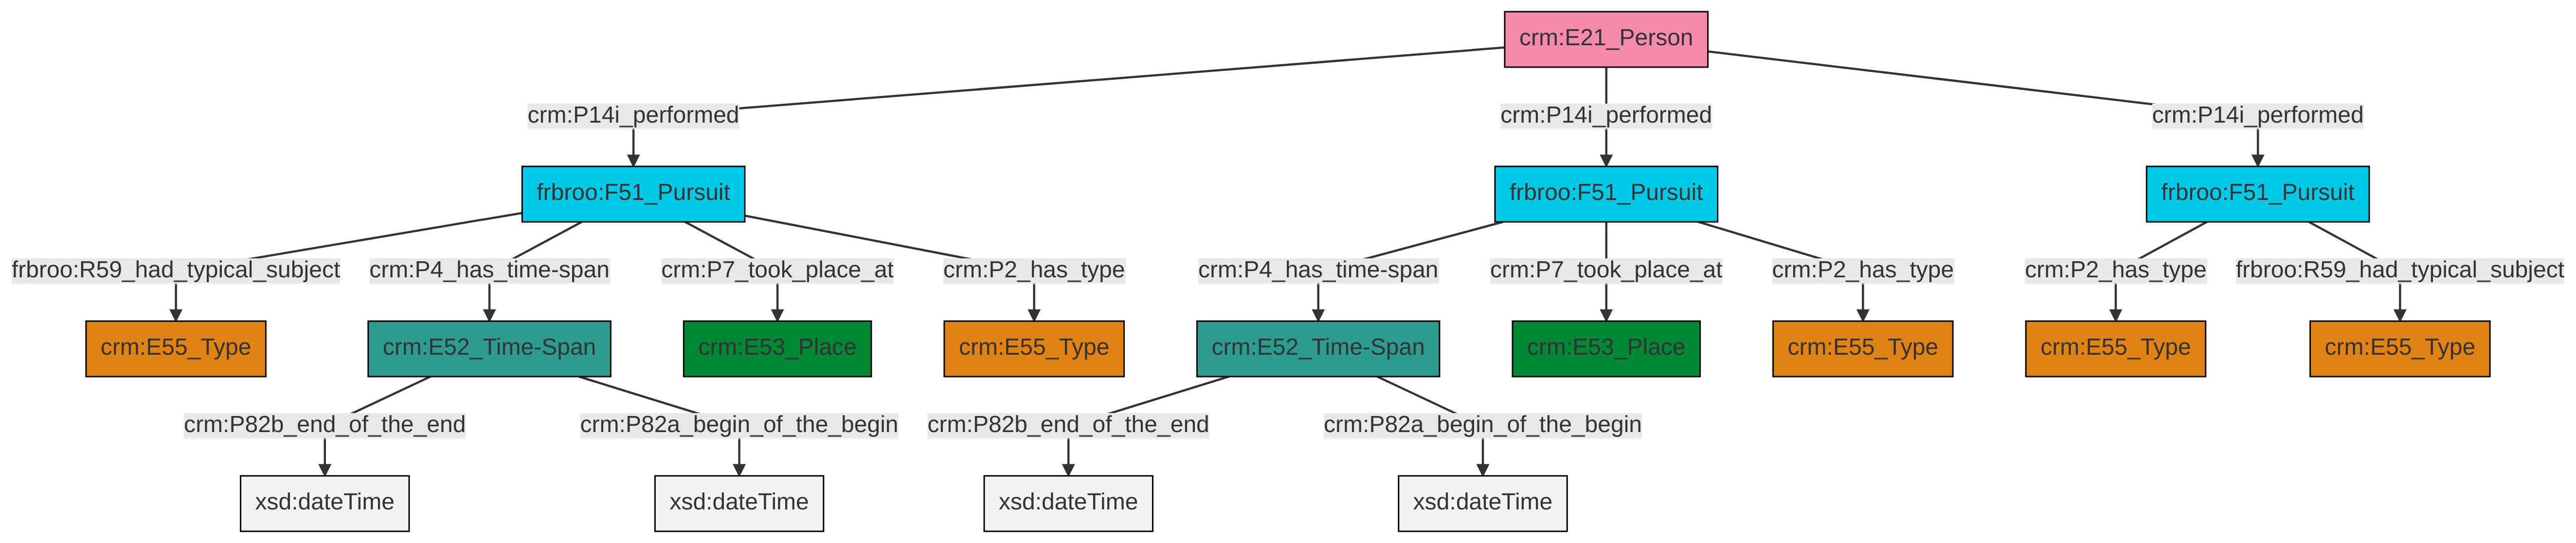 crm:E21_Person
crm:P14i_performed
crm:P14i_performed
crm:P14i_performed
frbroo:F51_Pursuit
frbroo:F51_Pursuit
frbroo:F51_Pursuit
frbroo:R59_had_typical_subject
crm:P4_has_time-span
crm:P7_took_place_at
crm:P2_has_type
crm:P4_has_time-span
crm:P7_took_place_at
crm:P2_has_type
crm:P2_has_type
frbroo:R59_had_typical_subject
crm:E55_Type
crm:E52_Time-Span
crm:E53_Place
crm:E55_Type
crm:E52_Time-Span
crm:E53_Place
crm:E55_Type
crm:E55_Type
crm:E55_Type
crm:P82b_end_of_the_end
crm:P82a_begin_of_the_begin
crm:P82b_end_of_the_end
crm:P82a_begin_of_the_begin
xsd:dateTime
xsd:dateTime
xsd:dateTime
xsd:dateTime